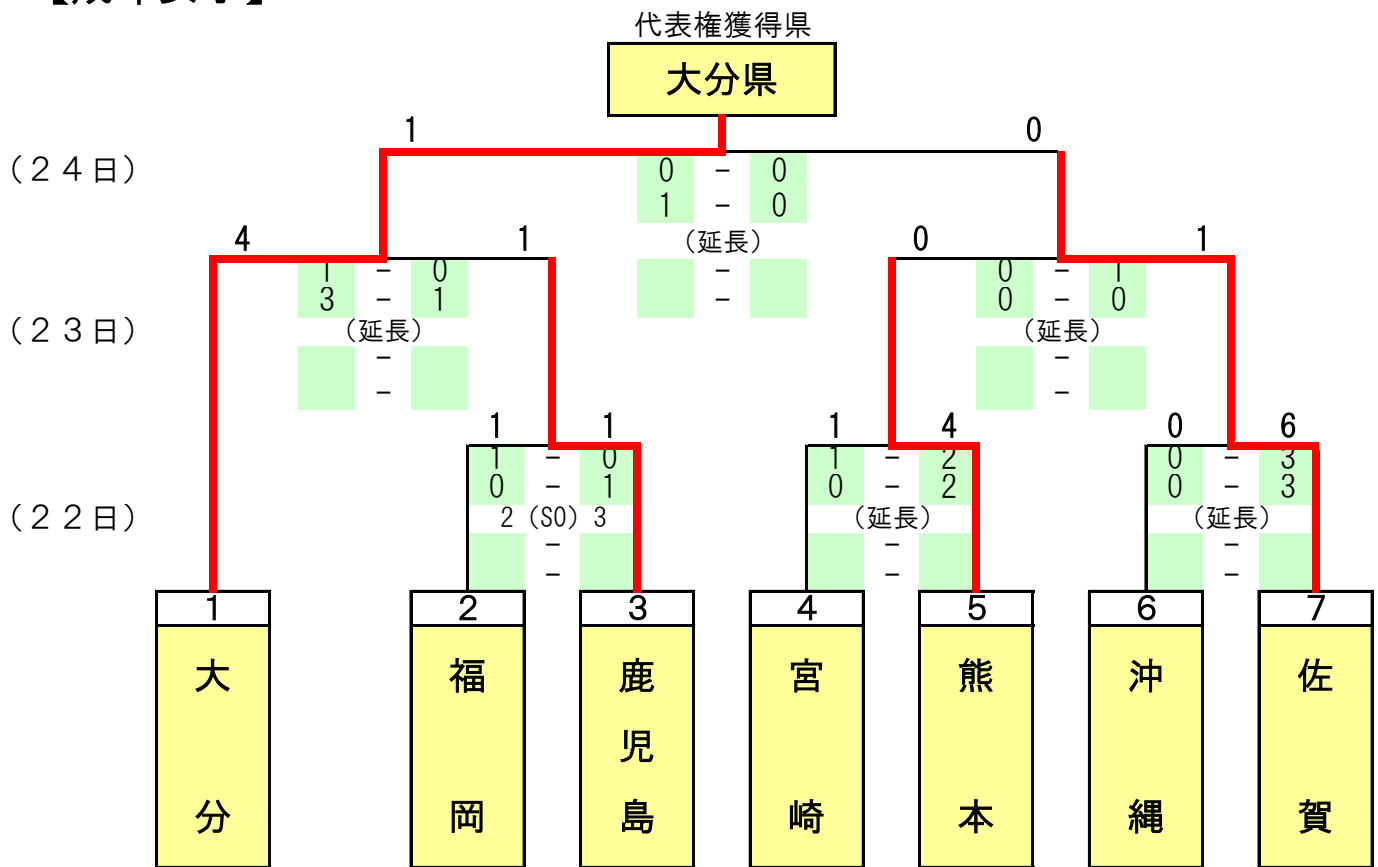 代表権獲得県
大分県
1 0
(24日)
0 - 0
1 - 0
(延長)
-
4 1 0 1
1 - 0 0 - 1
3 - 1 0 - 0
(23日)
(延長) (延長)
- -
- -
1 1 1 4 0 6
1 - 0 1 - 2 0 - 3
0 - 1 0 - 2 0 - 3
(22日)
2 (SO) 3 (延長) (延長)
- - -
- - -
1 2 3 4 5 6 7
大分
福岡
鹿児島
宮崎
熊本
沖縄
佐賀